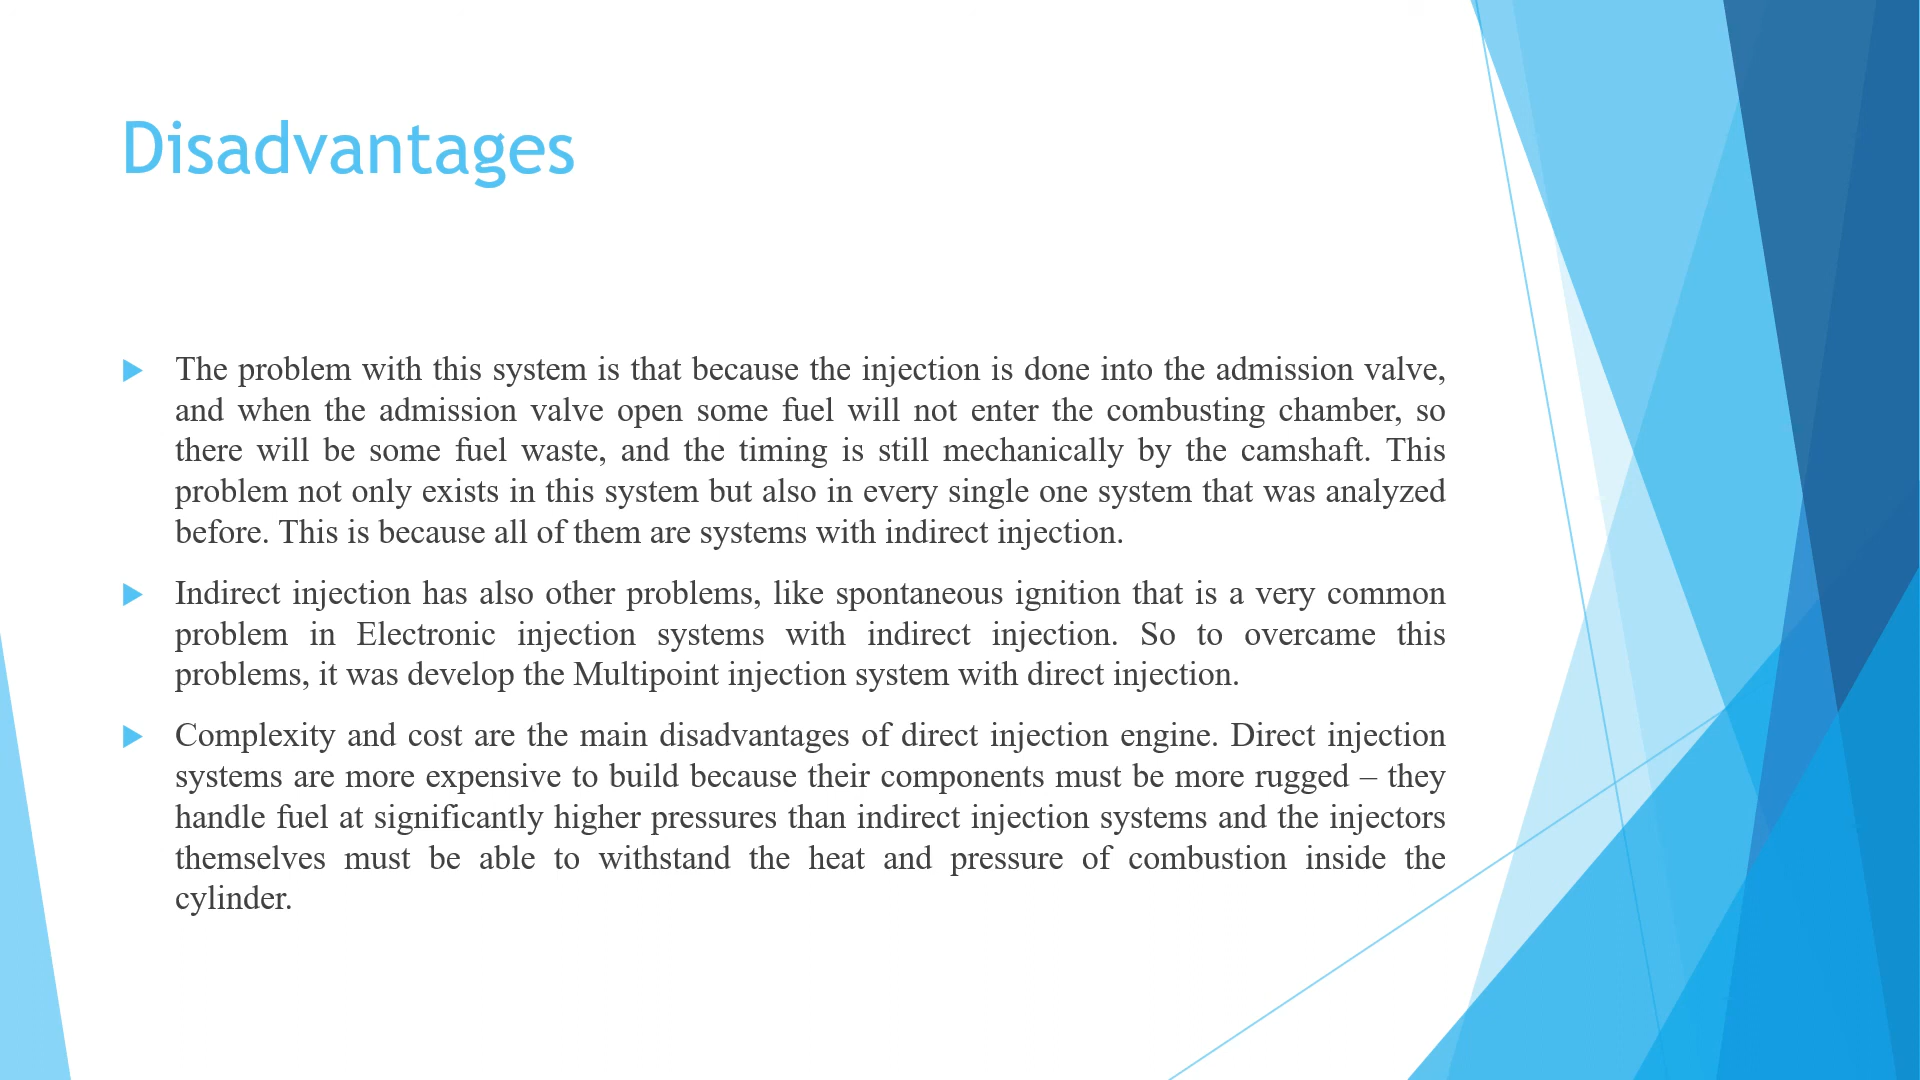 Disadvantages
The problem with this system is that because the injection is done into the admission valve,
and when the admission valve open some fuel will not enter the combusting chamber, so
there will be some fuel waste, and the timing is still mechanically by the camshaft. This
problem not only exists in this system but also in every single one system that was analyzed
before. This is because all of them are systems with indirect injection.
Indirect injection has also other problems, like spontaneous ignition that is a very common
problem in Electronic injection systems with indirect injection. So to overcame this
problems, it was develop the Multipoint injection system with direct injection.
Complexity and cost are the main disadvantages of direct injection engine. Direct injection
systems are more expensive to build because their components must be more rugged – they
handle fuel at significantly higher pressures than indirect injection systems and the injectors
themselves must be able to withstand the heat and pressure of combustion inside the
cylinder.